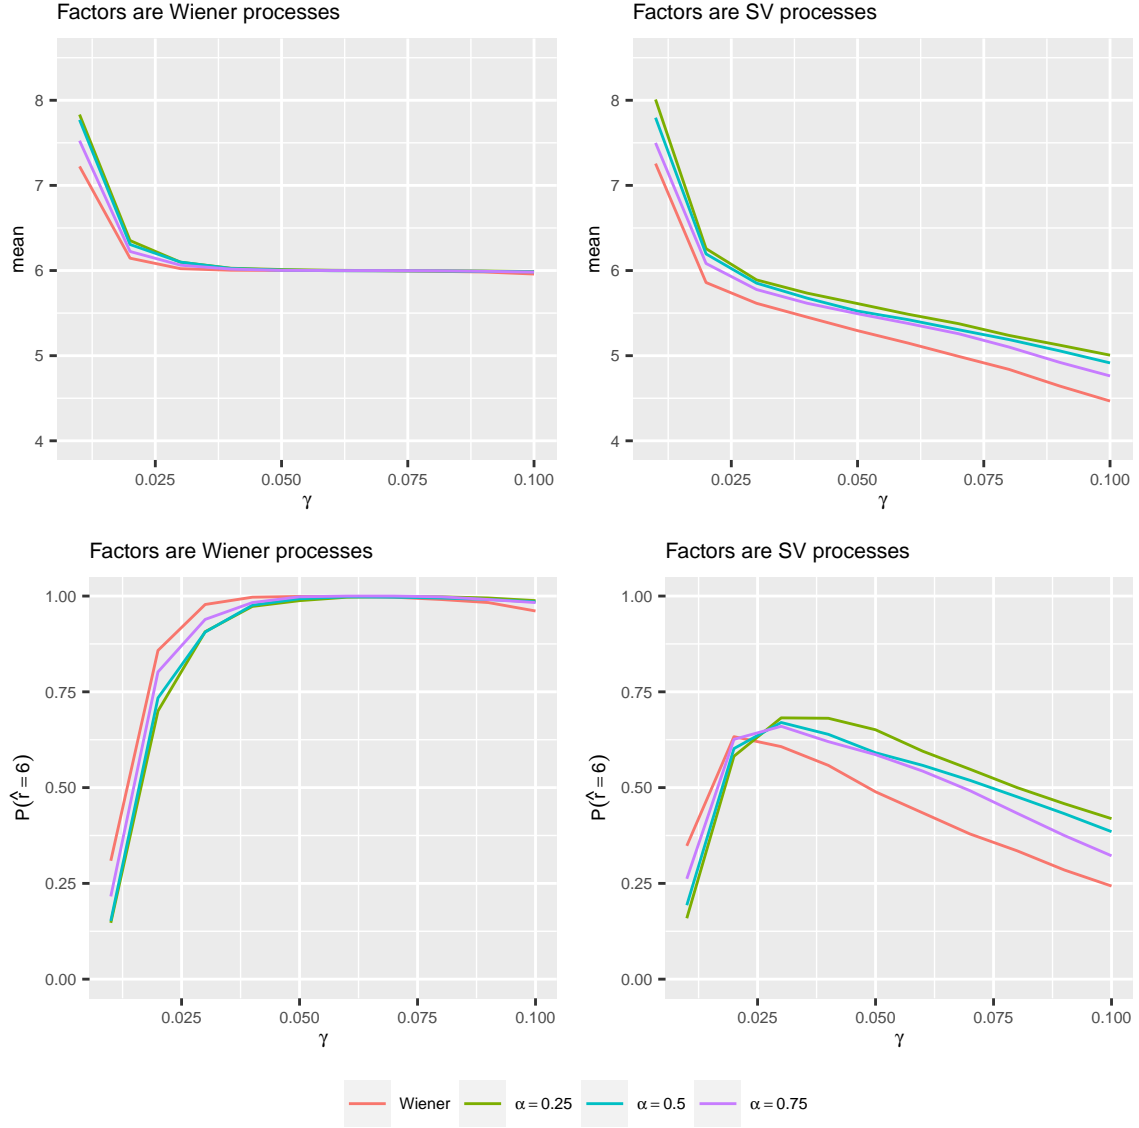 Factors are Wiener processes
Factors are SV processes
mean
8
7
6
5
4
0.025 0.050 0.075 0.100
γ
mean
8
7
6
5
4
0.025 0.050 0.075 0.100
γ
Factors are Wiener processes
Factors are SV processes
P(r̂ = 6)
1.00
0.75
0.50
0.25
0.00
0.025 0.050 0.075 0.100
γ
P(r̂ = 6)
1.00
0.75
0.50
0.25
0.00
0.025 0.050 0.075 0.100
γ
Wiener α = 0.25 α = 0.5 α = 0.75